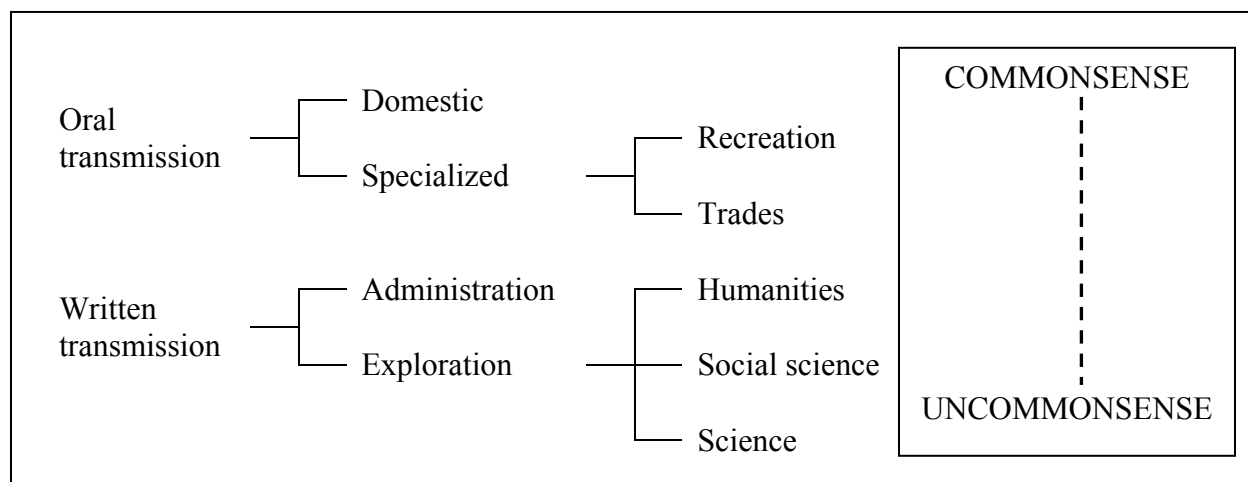 Oral
transmission
Domestic
Specialized
Recreation
Trades
Written
transmission
Administration
Exploration
Humanities
Social science
Science
COMMONSENSE
UNCOMMONSENSE